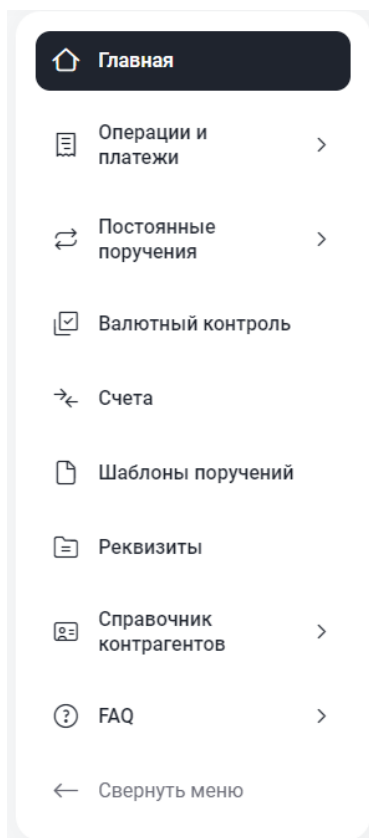 Главная
Операции и
платежи
Постоянные
поручения
Валютный контроль
Счета
Шаблоны поручений
Реквизиты
Справочник
контрагентов
FAQ
Свернуть меню